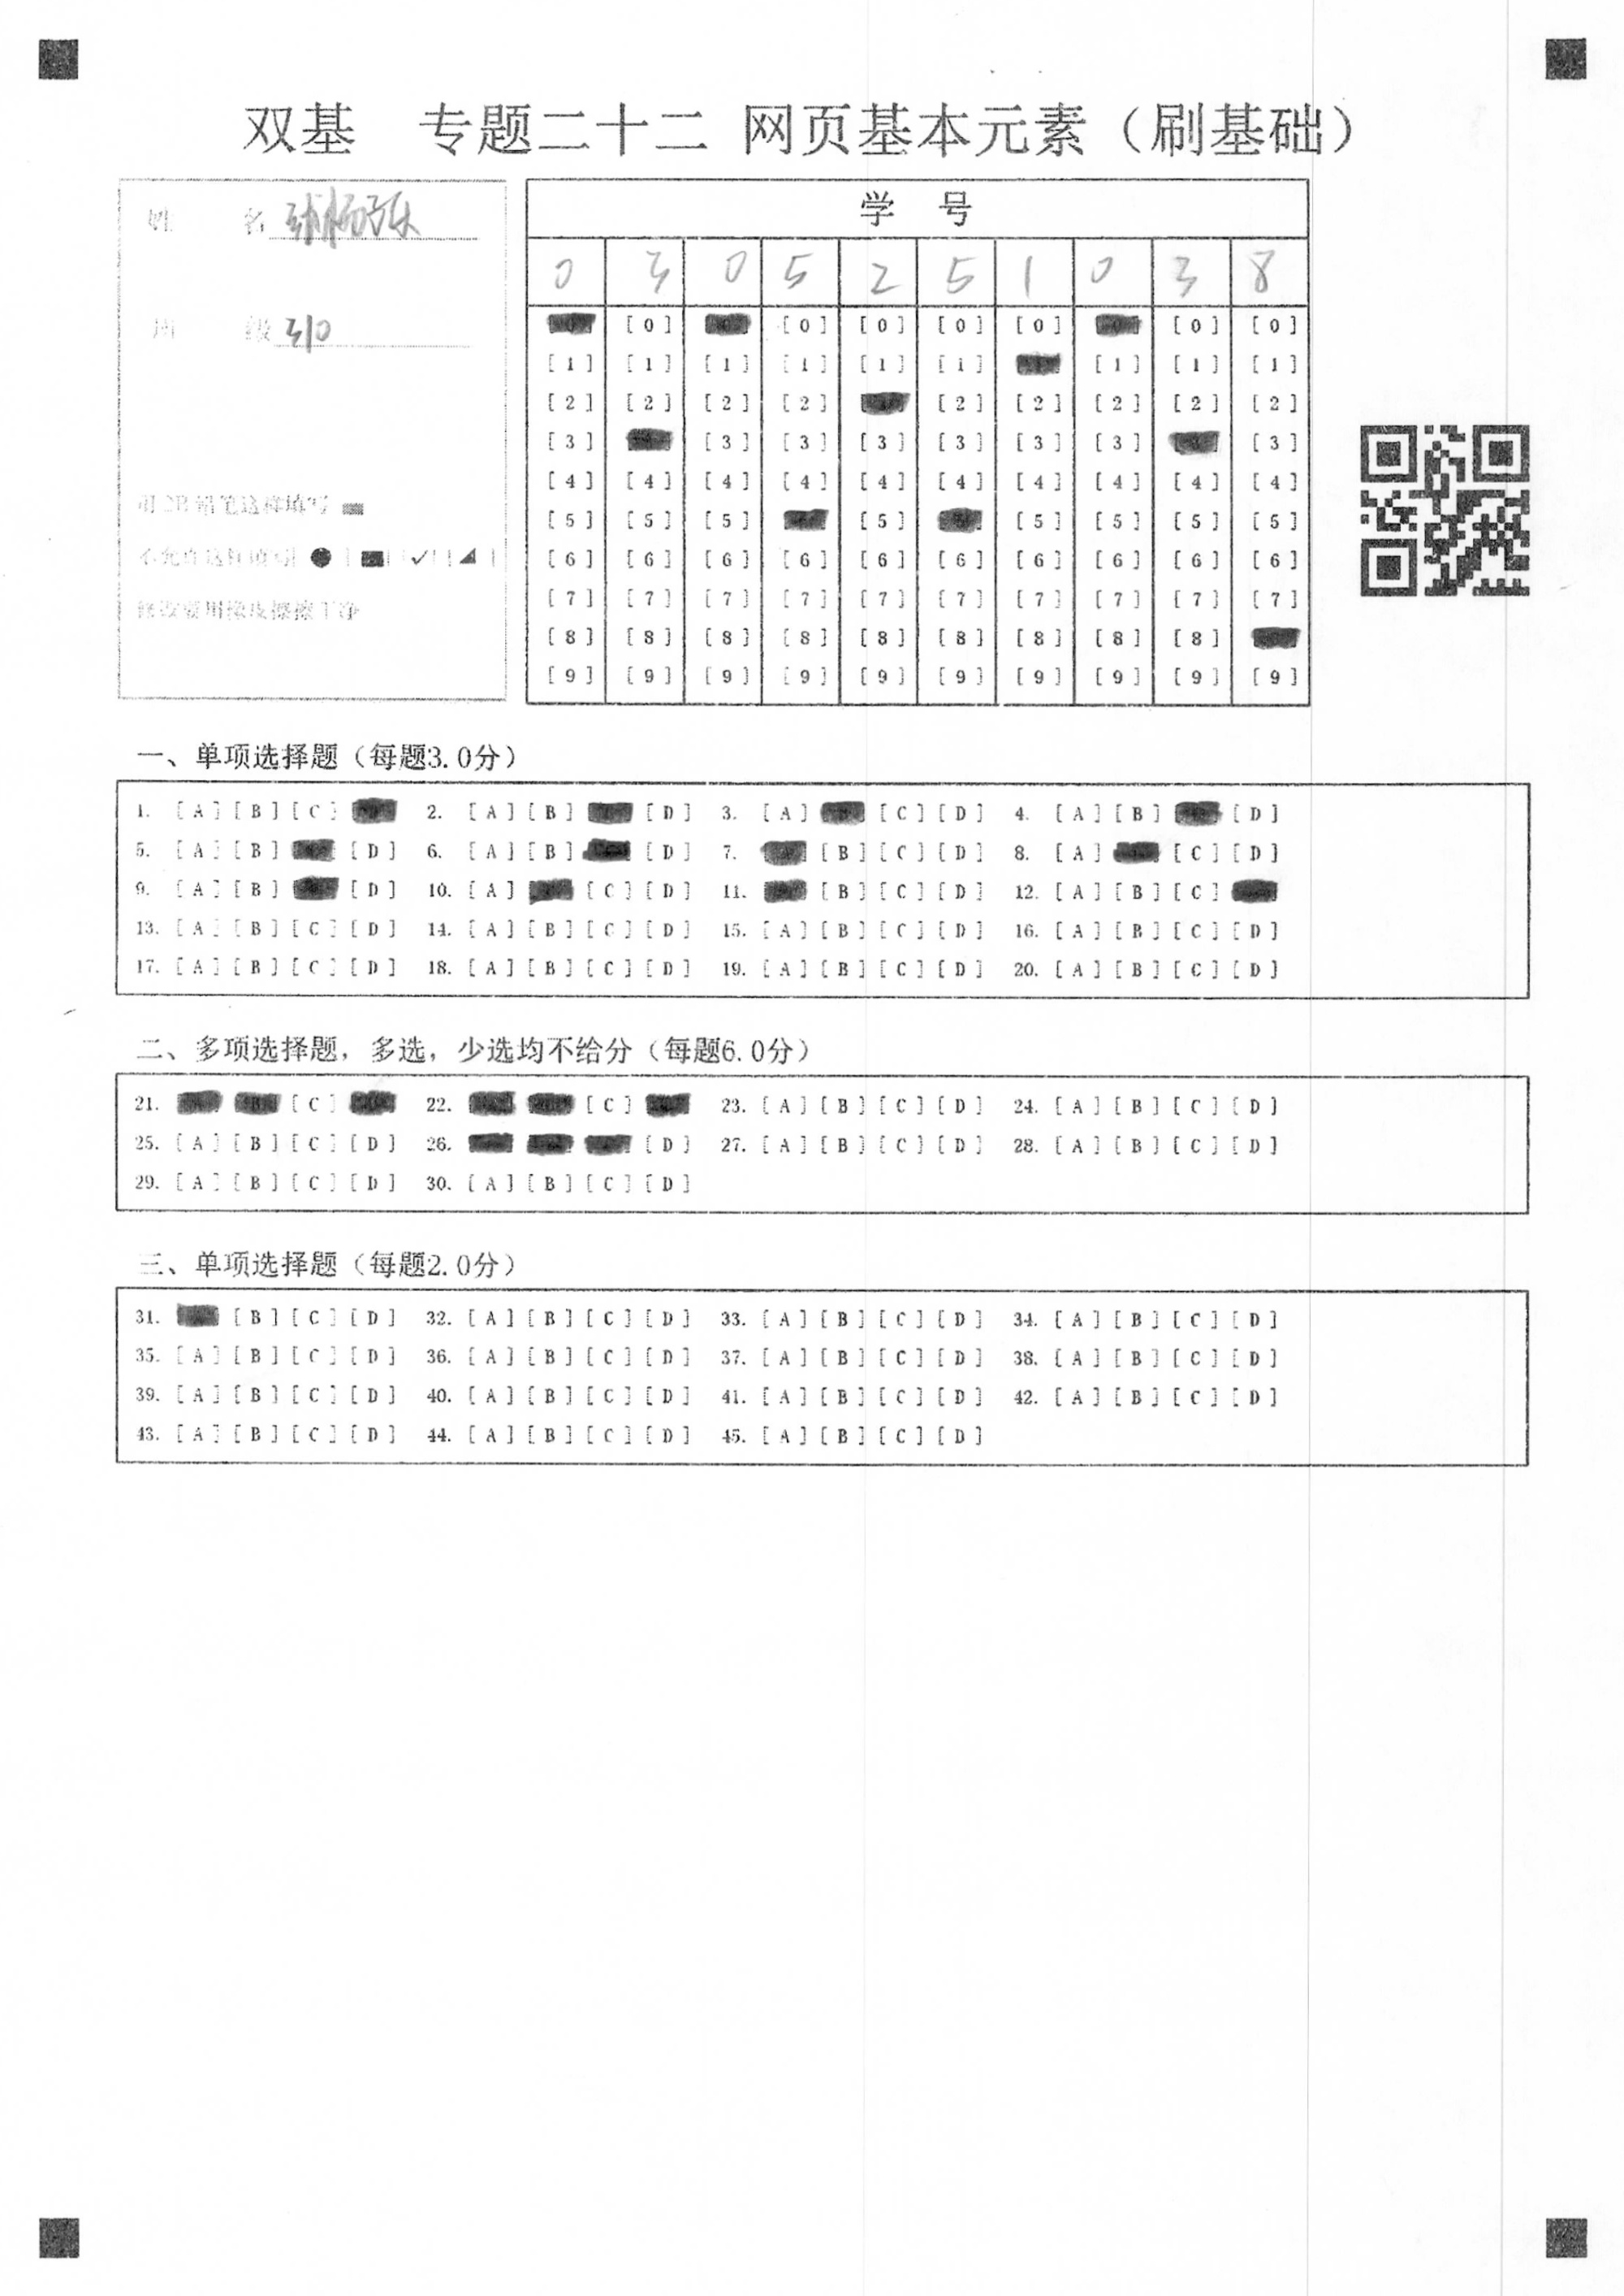 双基 专题二十二 网页基本元素（刷基础）
姓 名
班 级 310
用2B铅笔这样填写
不允许这样填写
修改要用橡皮擦擦干净
学 号
0 3 0 5 2 5 1 0 3 8
[0] [0] [0] [0] [0] [0] [0]
[1] [1] [1] [1] [1] [1] [1] [1] [1]
[2] [2] [2] [2] [2] [2] [2] [2] [2]
[3] [3] [3] [3] [3] [3] [3] [3]
[4] [4] [4] [4] [4] [4] [4] [4] [4] [4]
[5] [5] [5] [5] [5] [5] [5] [5]
[6] [6] [6] [6] [6] [6] [6] [6] [6] [6]
[7] [7] [7] [7] [7] [7] [7] [7] [7] [7]
[8] [8] [8] [8] [8] [8] [8] [8] [8]
[9] [9] [9] [9] [9] [9] [9] [9] [9] [9]
一、单项选择题（每题3.0分）
1. [A] [B] [C] 2. [A] [B] [D] 3. [A] [C] [D] 4. [A] [B] [D]
5. [A] [B] [D] 6. [A] [B] [D] 7. [B] [C] [D] 8. [A] [C] [D]
9. [A] [B] [D] 10. [A] [C] [D] 11. [B] [C] [D] 12. [A] [B] [C]
13. [A] [B] [C] [D] 14. [A] [B] [C] [D] 15. [A] [B] [C] [D] 16. [A] [B] [C] [D]
17. [A] [B] [C] [D] 18. [A] [B] [C] [D] 19. [A] [B] [C] [D] 20. [A] [B] [C] [D]
二、多项选择题，多选，少选均不给分（每题6.0分）
21. [C] 22. [C] 23. [A] [B] [C] [D] 24. [A] [B] [C] [D]
25. [A] [B] [C] [D] 26. [D] 27. [A] [B] [C] [D] 28. [A] [B] [C] [D]
29. [A] [B] [C] [D] 30. [A] [B] [C] [D]
三、单项选择题（每题2.0分）
31. [B] [C] [D] 32. [A] [B] [C] [D] 33. [A] [B] [C] [D] 34. [A] [B] [C] [D]
35. [A] [B] [C] [D] 36. [A] [B] [C] [D] 37. [A] [B] [C] [D] 38. [A] [B] [C] [D]
39. [A] [B] [C] [D] 40. [A] [B] [C] [D] 41. [A] [B] [C] [D] 42. [A] [B] [C] [D]
43. [A] [B] [C] [D] 44. [A] [B] [C] [D] 45. [A] [B] [C] [D]